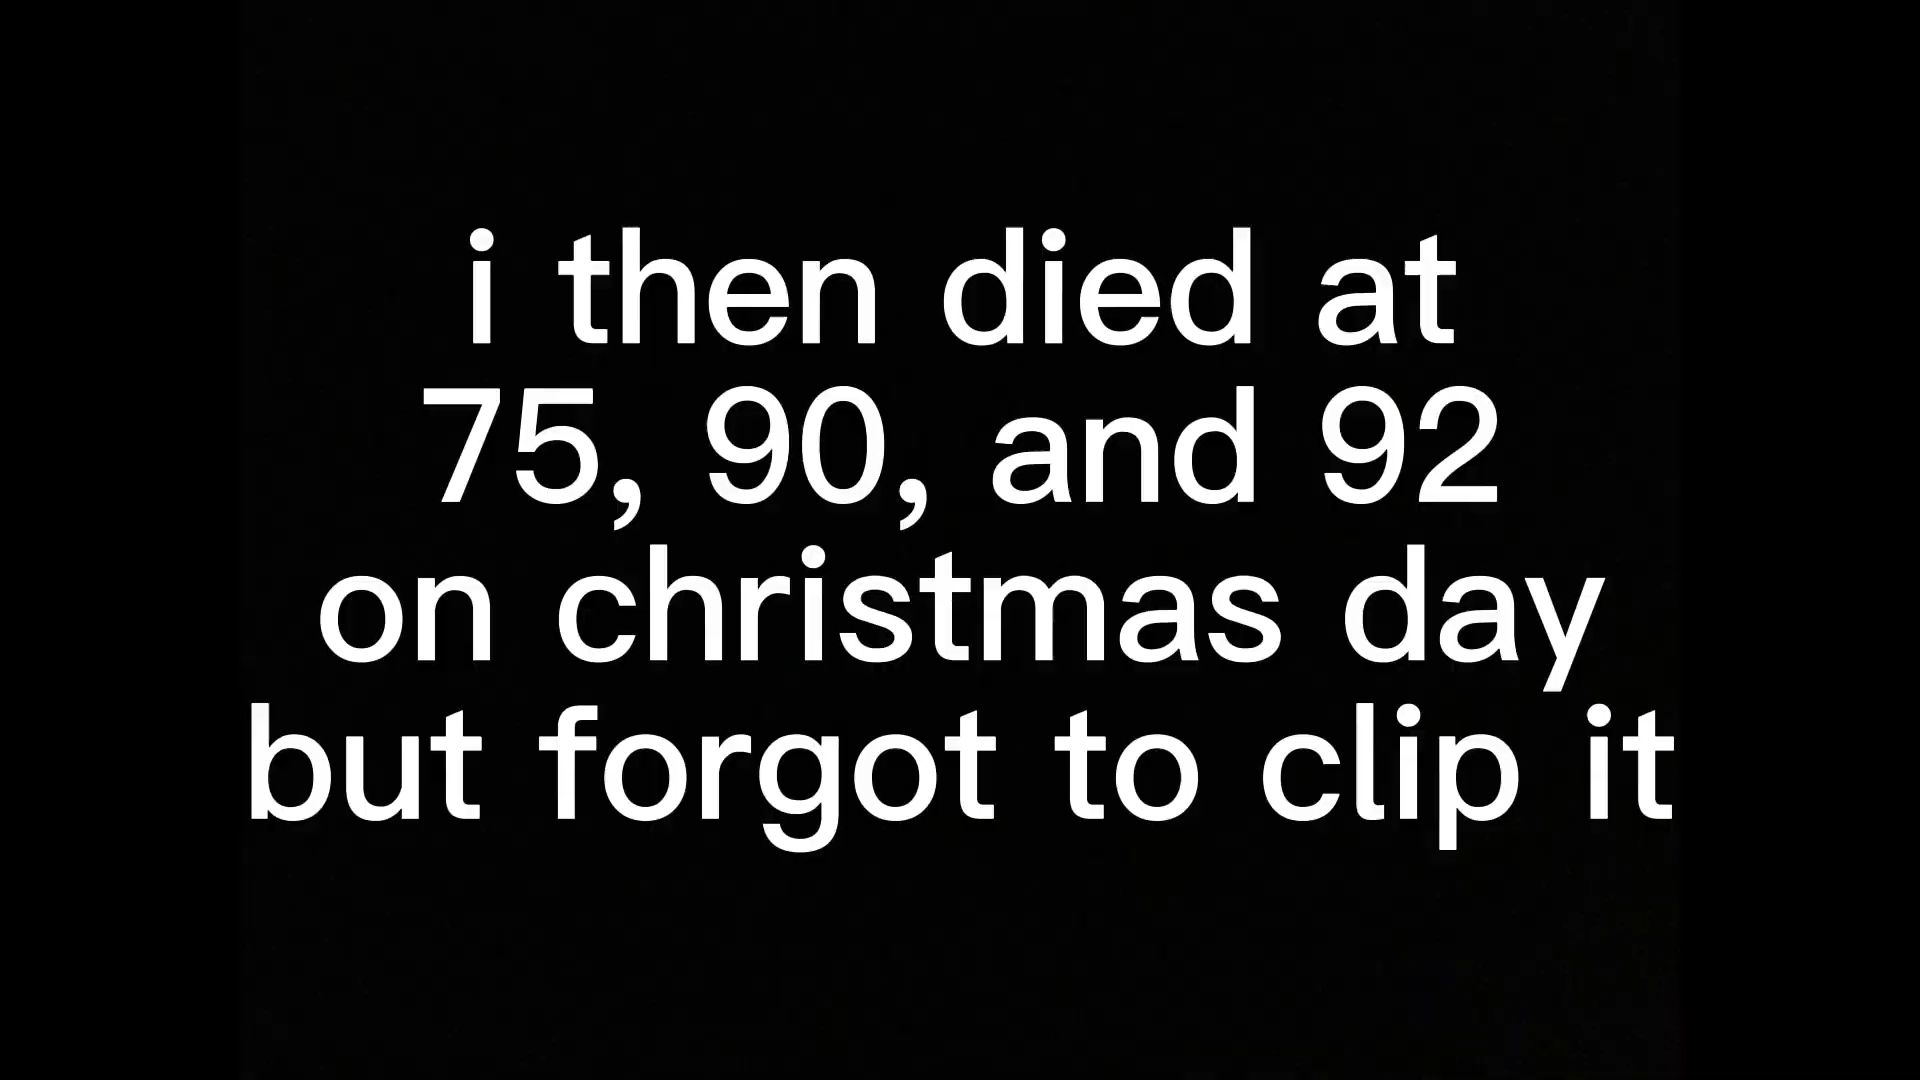 i then died at
75, 90, and 92
on christmas day
but forgot to clip it